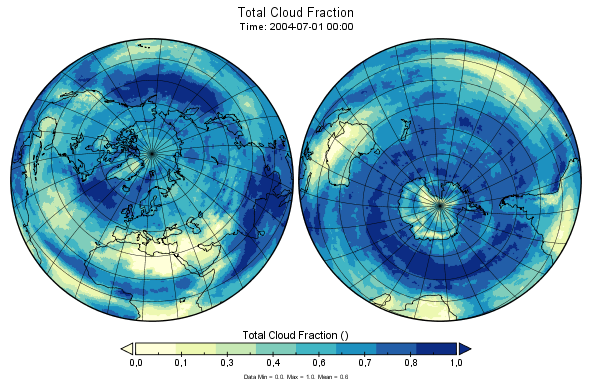 Total Cloud Fraction
Time: 2004-07-01 00:00
Total Cloud Fraction ()
0,0 0,1 0,3 0,4 0,6 0,7 0,8 1,0
Data Min = 0.0, Max = 1.0, Mean = 0.6